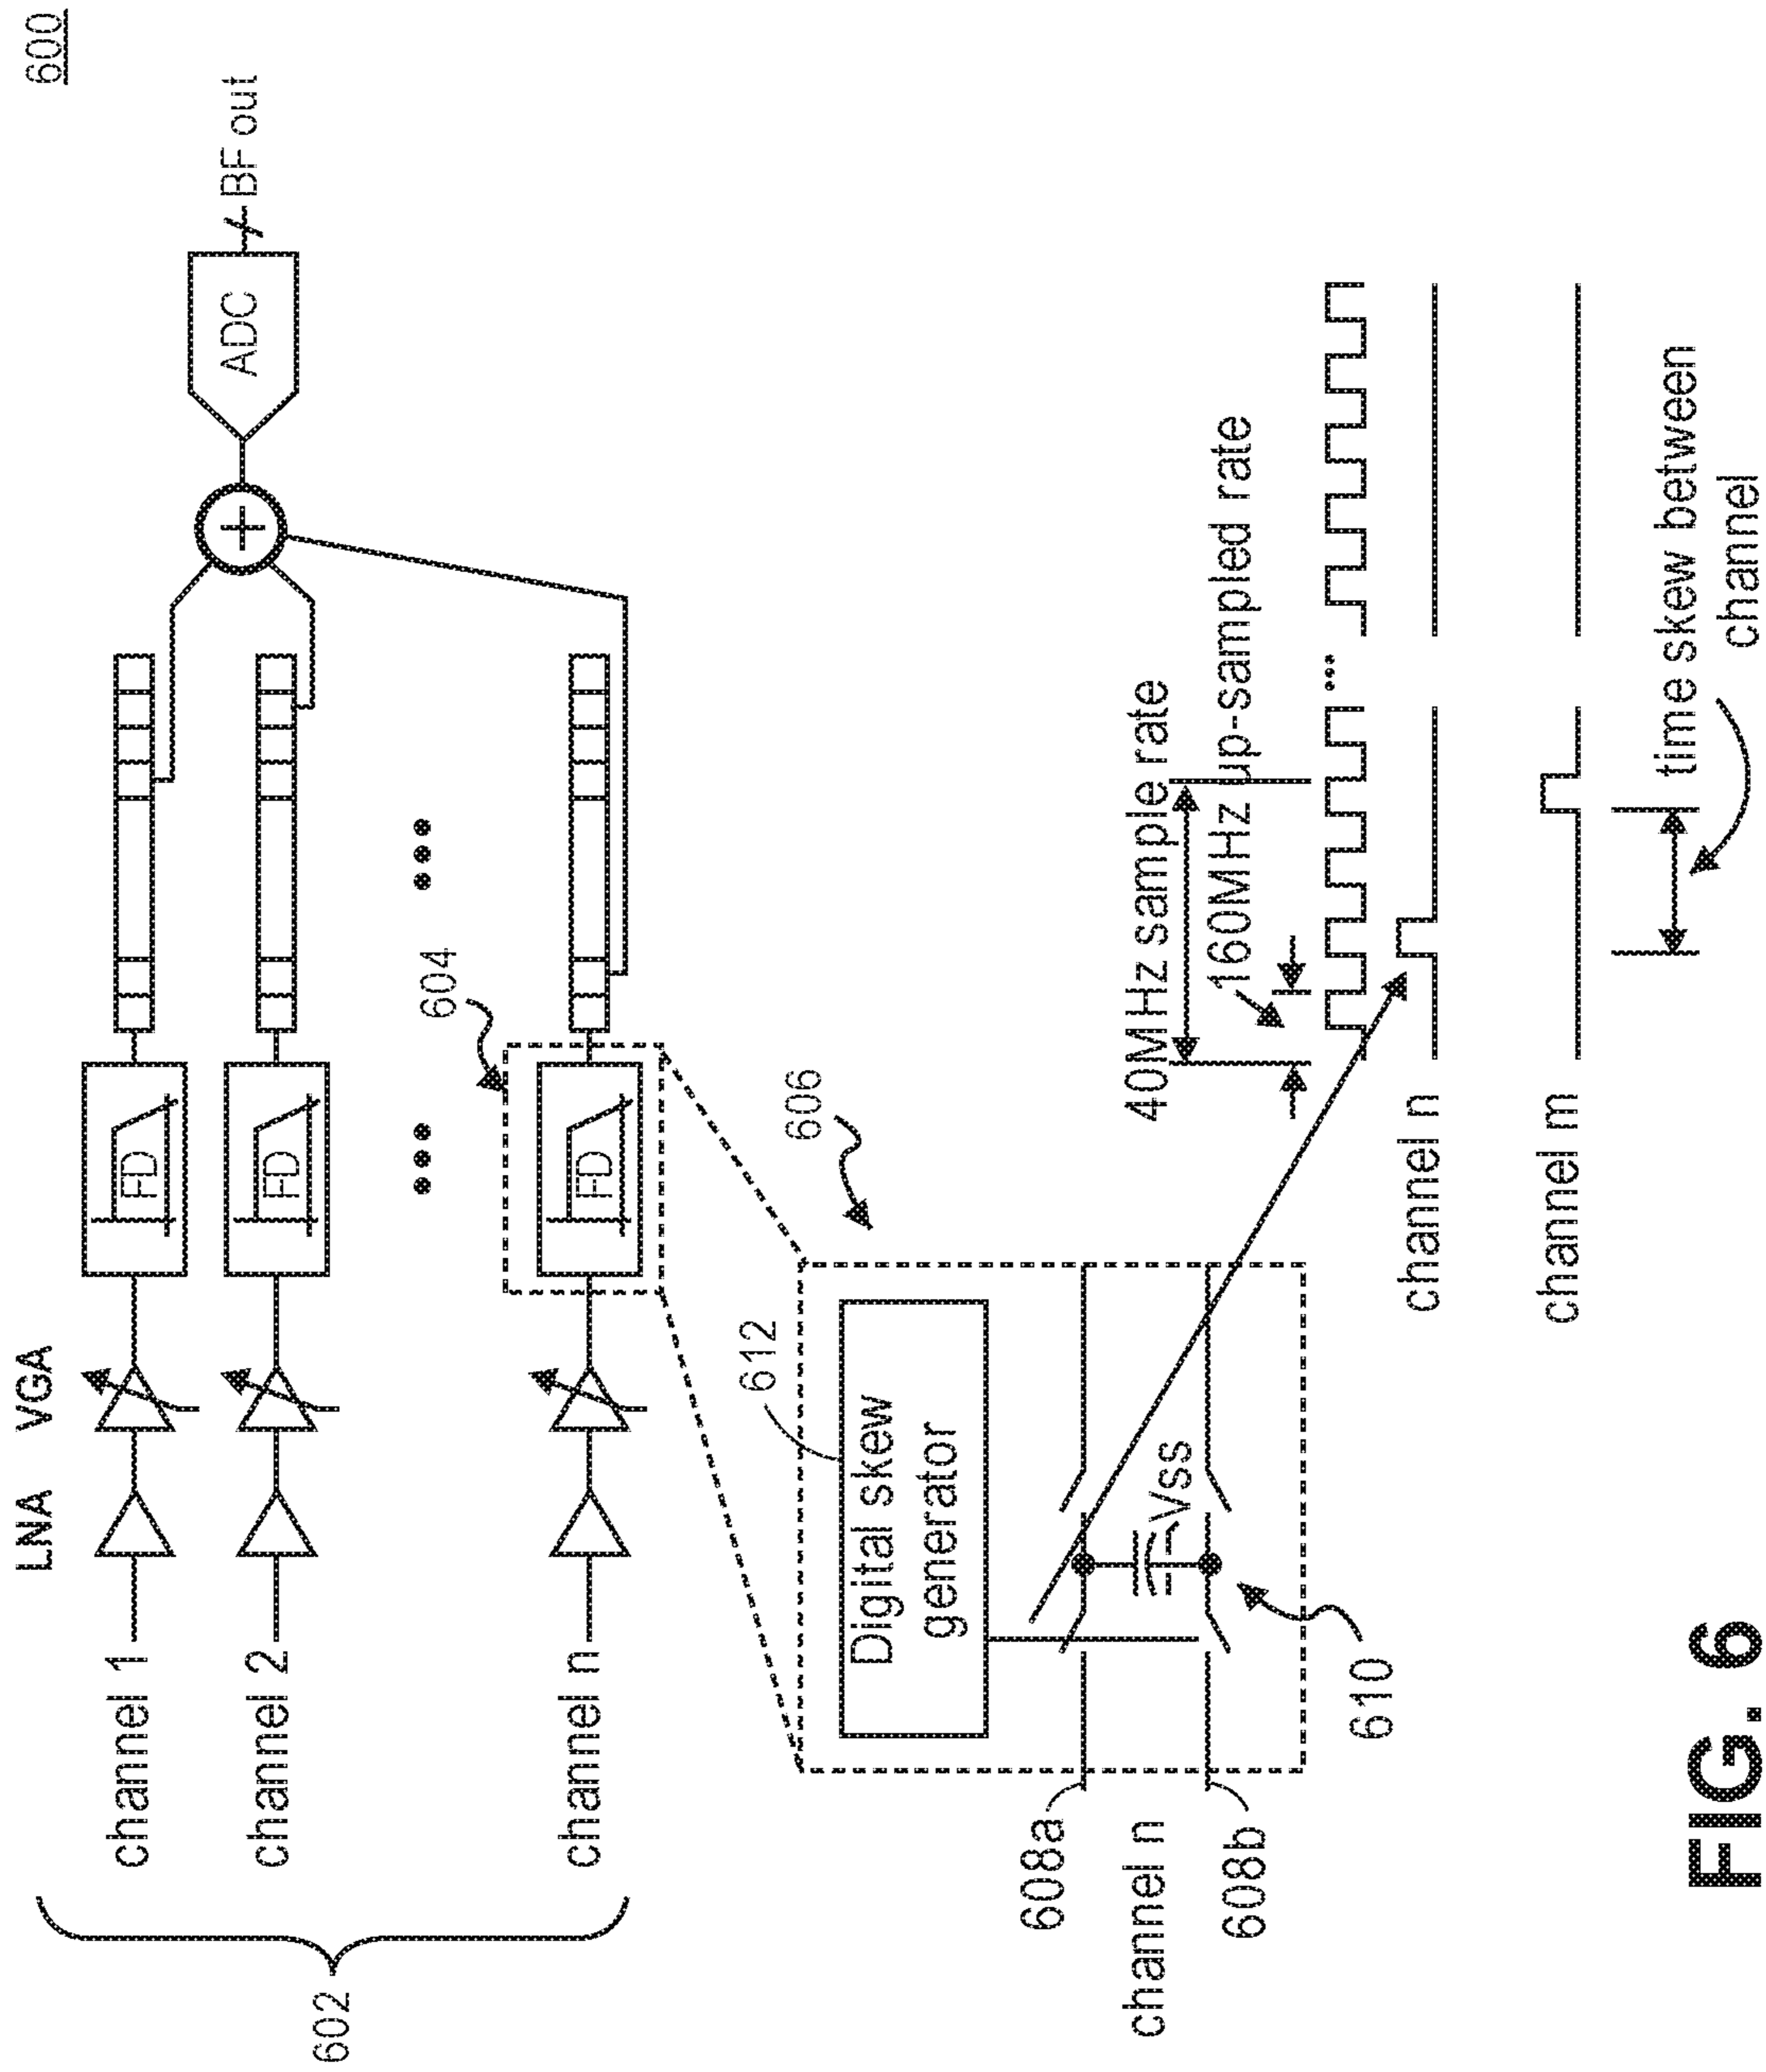 600
LNA VGA
channel 1
FD
ADC
BF out
channel 2
FD
604
channel n
FD
602
606
612
Digital skew
generator
Vss
608a
channel n
608b
610
40MHz sample rate
160MHz up-sampled rate
channel n
channel m
time skew between
channel
FIG. 6